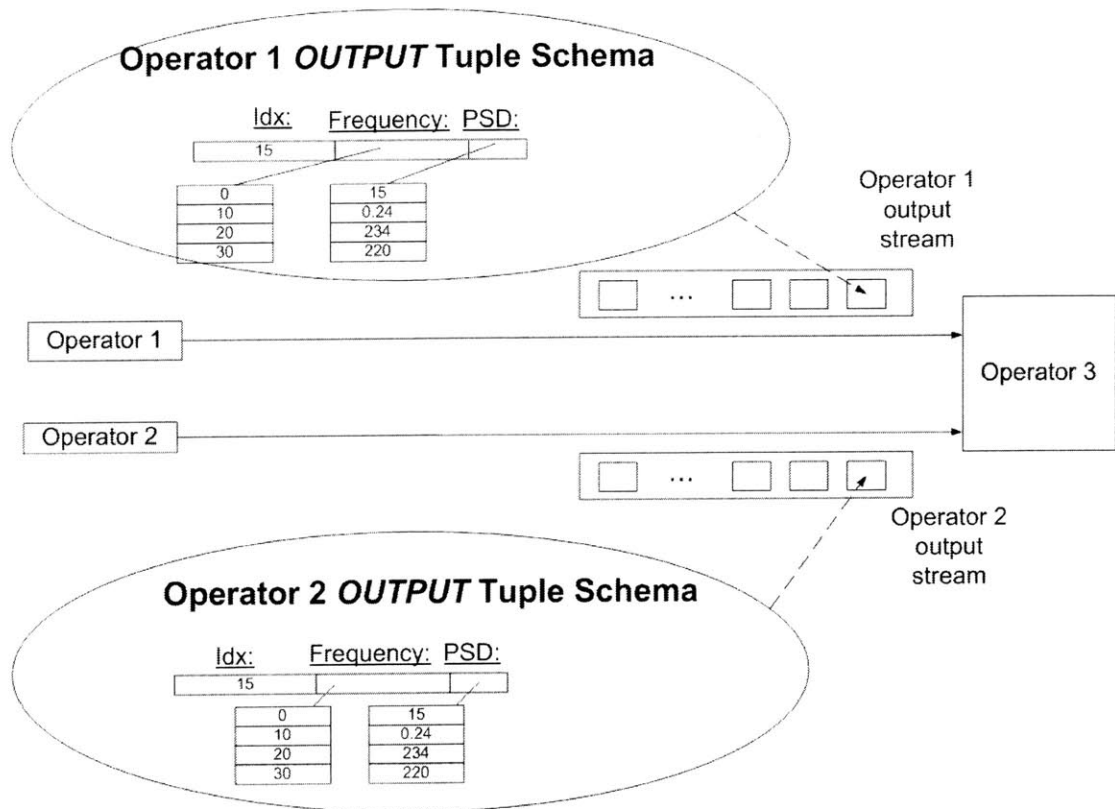 Operator 1 OUTPUT Tuple Schema
Idx: Frequency: PSD:
15
0
10
20
30
15
0.24
234
220
Operator 1
output
stream
...
Operator 1
Operator 3
Operator 2
...
Operator 2
output
stream
Operator 2 OUTPUT Tuple Schema
Idx: Frequency: PSD:
15
0
10
20
30
15
0.24
234
220